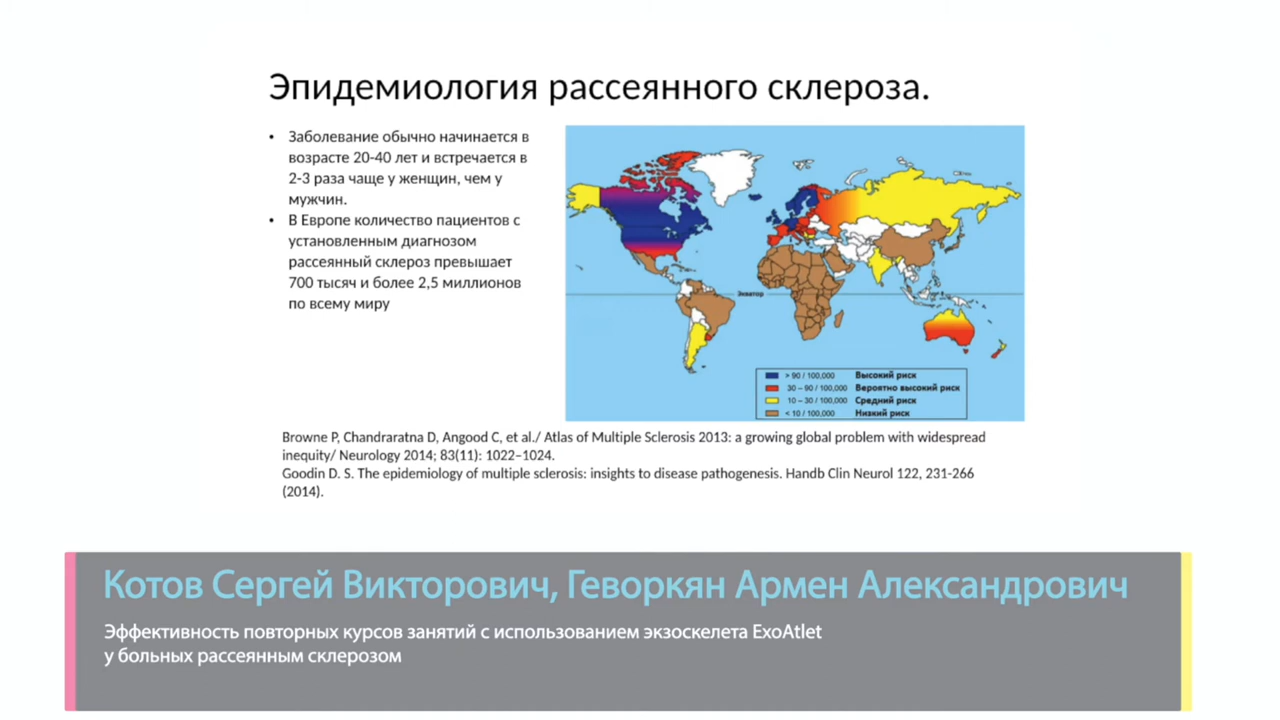 Эпидемиология рассеянного склероза.
• Заболевание обычно начинается в
возрасте 20-40 лет и встречается в
2-3 раза чаще у женщин, чем у
мужчин.
• В Европе количество пациентов с
установленным диагнозом
рассеянный склероз превышает
700 тысяч и более 2,5 миллионов
по всему миру
Экватор
> 90 / 100,000 Высокий риск
30 – 90 / 100,000 Вероятно высокий риск
10 – 30 / 100,000 Средний риск
< 10 / 100,000 Низкий риск
Browne P, Chandraratna D, Angood C, et al./ Atlas of Multiple Sclerosis 2013: a growing global problem with widespread
inequity/ Neurology 2014; 83(11): 1022–1024.
Goodin D. S. The epidemiology of multiple sclerosis: insights to disease pathogenesis. Handb Clin Neurol 122, 231-266
(2014).
Котов Сергей Викторович, Геворкян Армен Александрович
Эффективность повторных курсов занятий с использованием экзоскелета ExoAtlet
у больных рассеянным склерозом